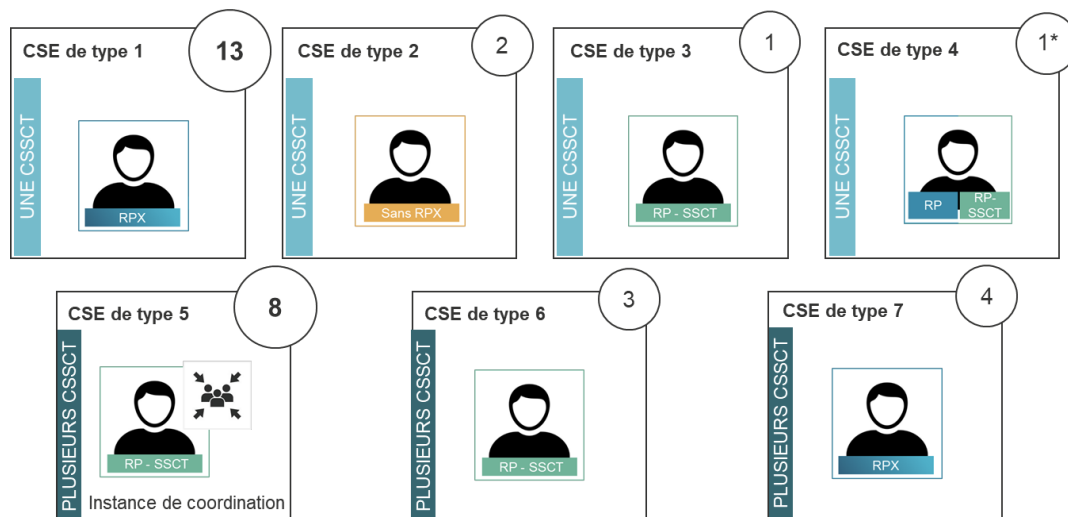 CSE de type 1
13
UNE CSSCT
RPX
CSE de type 2
2
UNE CSSCT
Sans RPX
CSE de type 3
1
UNE CSSCT
RP - SSCT
CSE de type 4
1*
UNE CSSCT
RP
RP-
SSCT
CSE de type 5
8
PLUSIEURS CSSCT
RP - SSCT
Instance de coordination
CSE de type 6
3
PLUSIEURS CSSCT
RP - SSCT
CSE de type 7
4
PLUSIEURS CSSCT
RPX